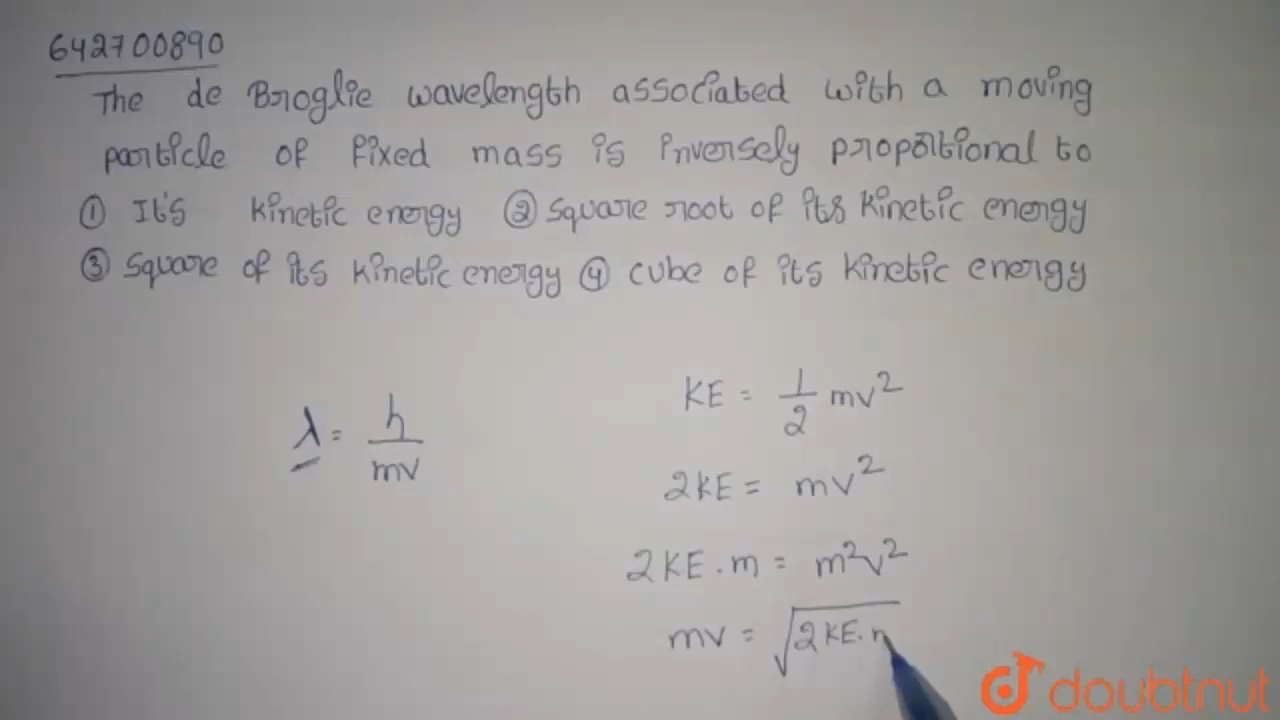 642700890
The de Broglie wavelength associated with a moving
particle of fixed mass is inversely proportional to
① It's kinetic energy ② Square root of its kinetic energy
③ Square of its kinetic energy ④ cube of its kinetic energy
λ = h/mv
KE = 1/2 mv²
2KE = mv²
2KE.m = m²v²
mv = √2KE.m
doubtnut